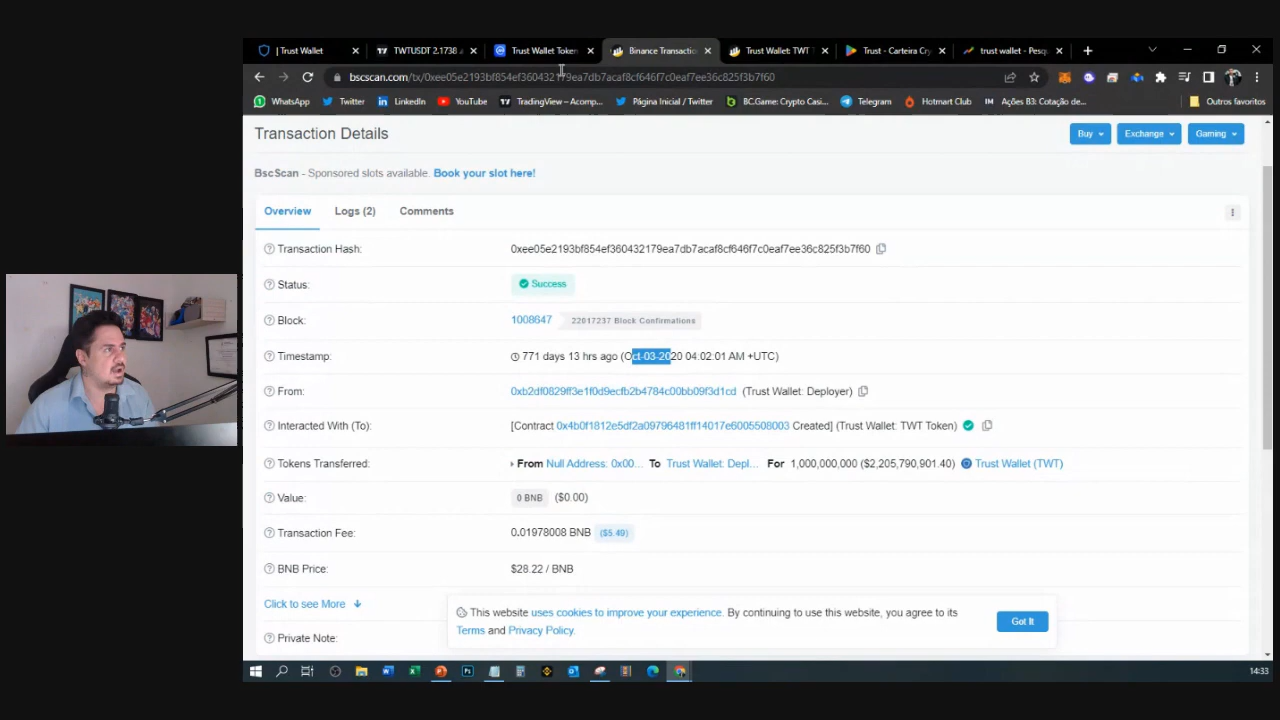 | Trust Wallet
TWTUSDT 2.1738
Trust Wallet Token
Binance Transactio
Trust Wallet: TWT T
Trust - Carteira Cry
trust wallet - Pesq
bscscan.com/tx/0xee05e2193bf854ef360432179ea7db7acaf8cf646f7c0eaf7ee36c825f3b7f60
WhatsApp
Twitter
LinkedIn
YouTube
TradingView – Acomp...
Página Inicial / Twitter
BC.Game: Crypto Casi...
Telegram
Hotmart Club
Ações B3: Cotação de...
Outros favoritos
Transaction Details
Buy
Exchange
Gaming
BscScan - Sponsored slots available. Book your slot here!
Overview
Logs (2)
Comments
Transaction Hash:
0xee05e2193bf854ef360432179ea7db7acaf8cf646f7c0eaf7ee36c825f3b7f60
Status:
Success
Block:
1008647
22017237 Block Confirmations
Timestamp:
771 days 13 hrs ago (Oct-03-2020 04:02:01 AM +UTC)
From:
0xb2df0829ff3e1f0d9ecfb2b4784c00bb09f3d1cd (Trust Wallet: Deployer)
Interacted With (To):
[Contract 0x4b0f1812e5df2a09796481ff14017e6005508003 Created] (Trust Wallet: TWT Token)
Tokens Transferred:
From Null Address: 0x00... To Trust Wallet: Depl... For 1,000,000,000 ($2,205,790,901.40) Trust Wallet (TWT)
Value:
0 BNB ($0.00)
Transaction Fee:
0.01978008 BNB ($5.49)
BNB Price:
$28.22 / BNB
Click to see More
This website uses cookies to improve your experience. By continuing to use this website, you agree to its
Terms and Privacy Policy.
Got It
Private Note:
14:33